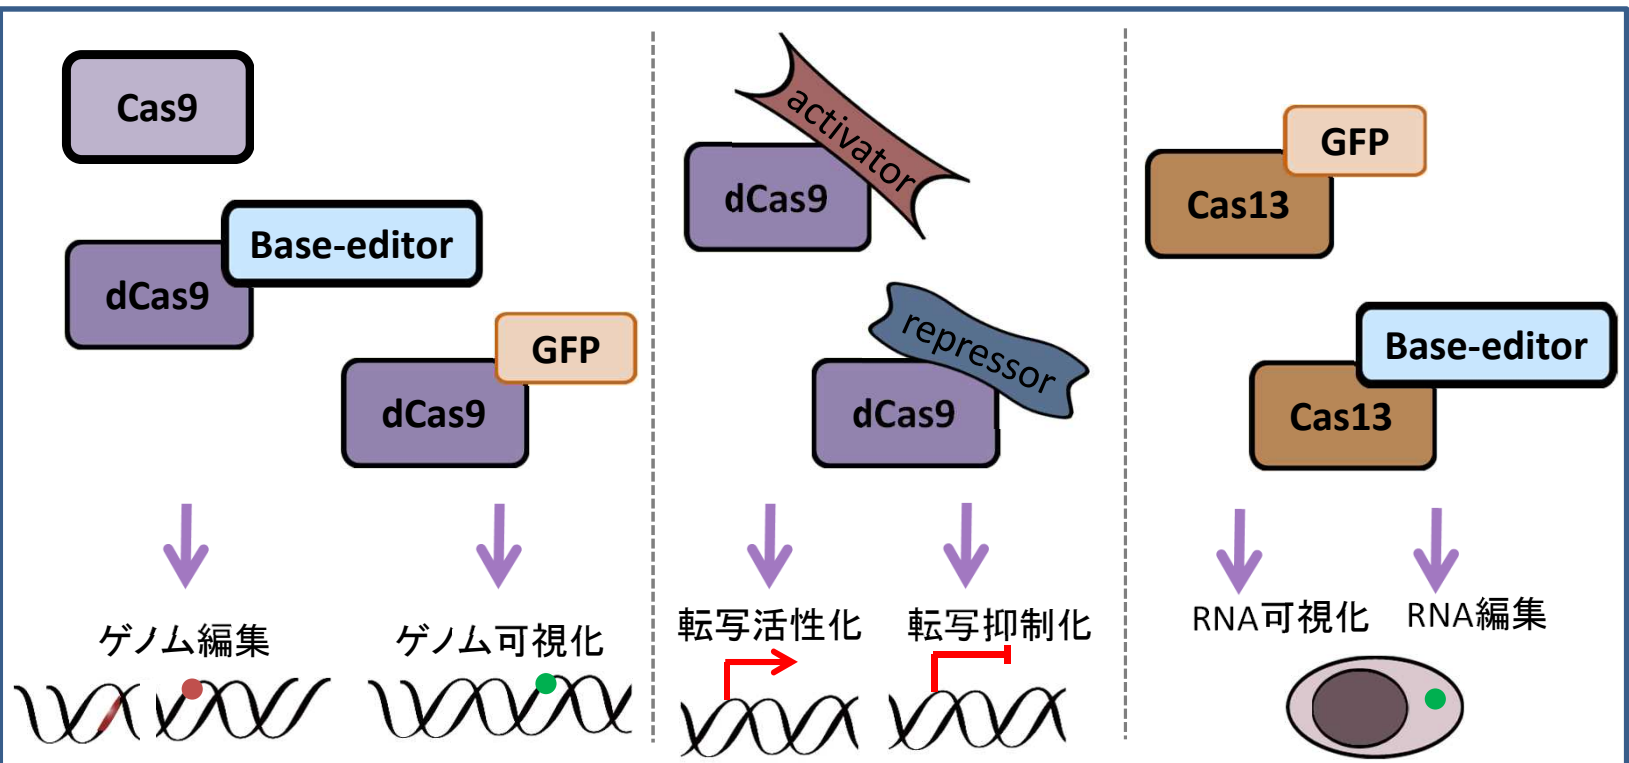 Cas9
Base-editor
dCas9
GFP
dCas9
ゲノム編集
ゲノム可視化
activator
dCas9
repressor
dCas9
転写活性化
転写抑制化
GFP
Cas13
Base-editor
Cas13
RNA可視化
RNA編集